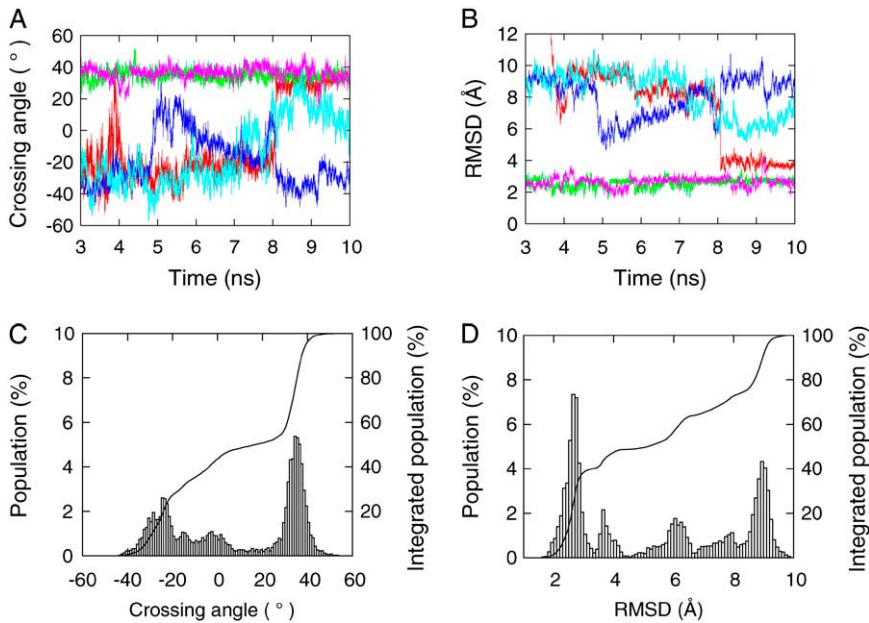 A
B
Crossing angle ( ° )
60
40
20
0
-20
-40
-60
3 4 5 6 7 8 9 10
Time (ns)
RMSD (Å)
12
10
8
6
4
2
0
3 4 5 6 7 8 9 10
Time (ns)
C
D
Population (%)
10
8
6
4
2
0
Integrated population (%)
100
80
60
40
20
-60 -40 -20 0 20 40 60
Crossing angle ( ° )
Population (%)
10
8
6
4
2
0
Integrated population (%)
100
80
60
40
20
2 4 6 8 10
RMSD (Å)